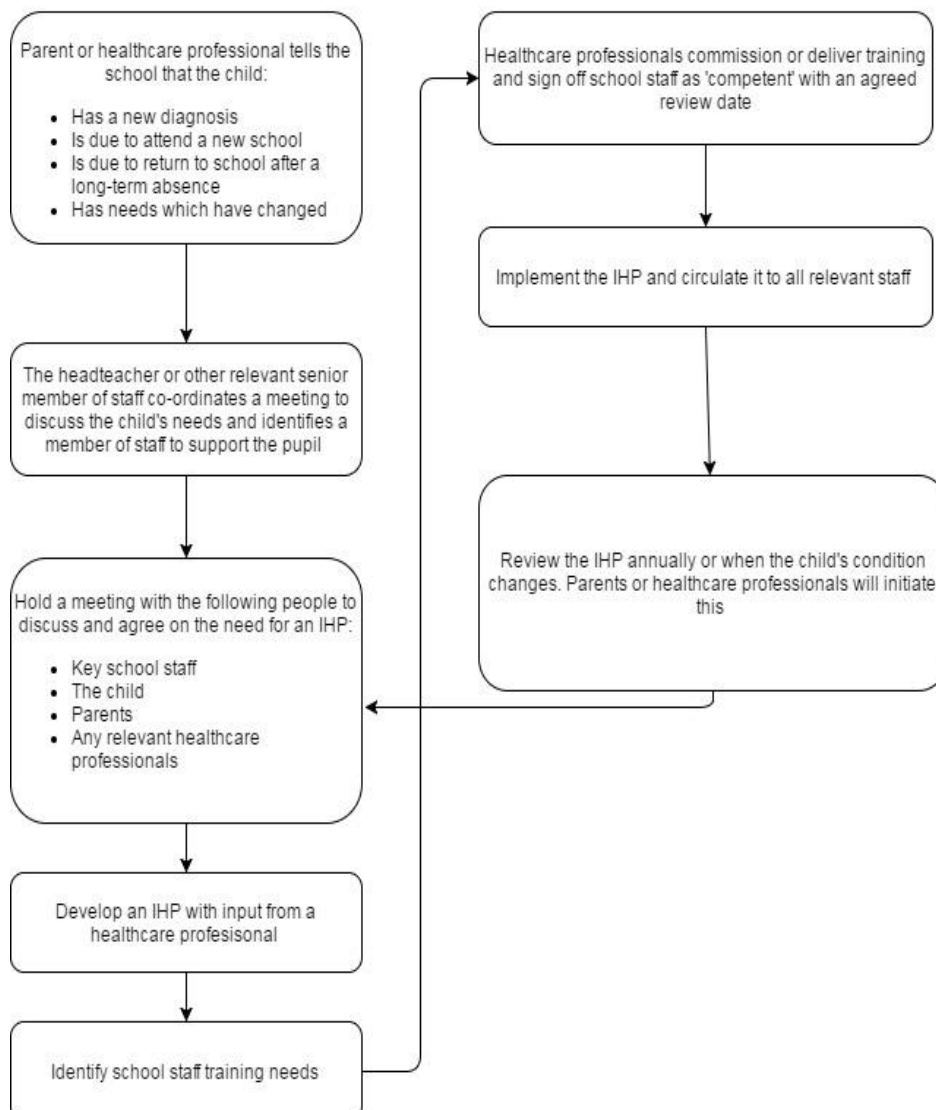 Parent or healthcare professional tells the
school that the child:
• Has a new diagnosis
• Is due to attend a new school
• Is due to return to school after a
long-term absence
• Has needs which have changed
The headteacher or other relevant senior
member of staff co-ordinates a meeting to
discuss the child's needs and identifies a
member of staff to support the pupil
Hold a meeting with the following people to
discuss and agree on the need for an IHP:
• Key school staff
• The child
• Parents
• Any relevant healthcare
professionals
Develop an IHP with input from a
healthcare profesisonal
Identify school staff training needs
Healthcare professionals commission or deliver training
and sign off school staff as 'competent' with an agreed
review date
Implement the IHP and circulate it to all relevant staff
Review the IHP annually or when the child's condition
changes. Parents or healthcare professionals will initiate
this